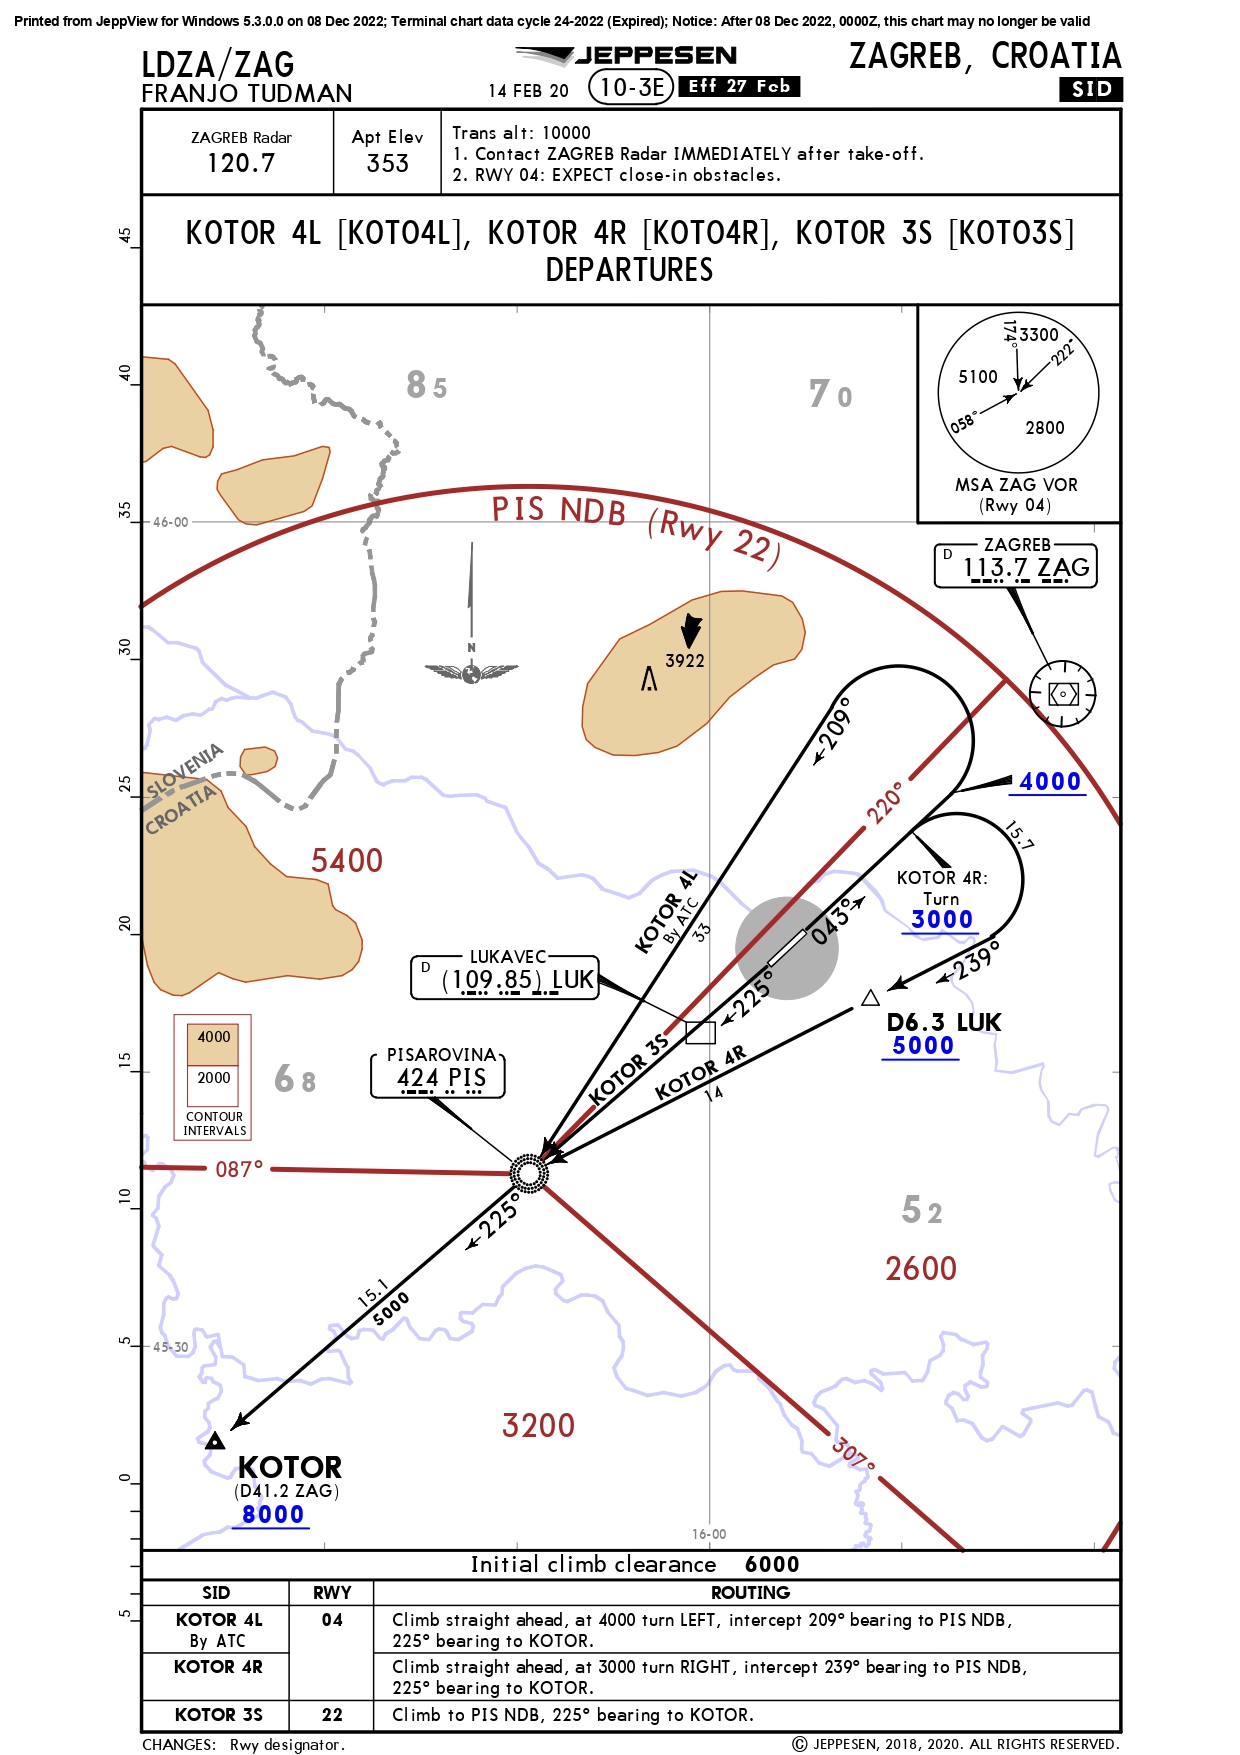 Printed from JeppView for Windows 5.3.0.0 on 08 Dec 2022; Terminal chart data cycle 24-2022 (Expired); Notice: After 08 Dec 2022, 0000Z, this chart may no longer be valid
LDZA/ZAG
FRANJO TUDMAN
JEPPESEN
14 FEB 20
10-3E
Eff 27 Feb
ZAGREB, CROATIA
SID
ZAGREB Radar
120.7
Apt Elev
353
Trans alt: 10000
1. Contact ZAGREB Radar IMMEDIATELY after take-off.
2. RWY 04: EXPECT close-in obstacles.
KOTOR 4L [KOTO4L], KOTOR 4R [KOTO4R], KOTOR 3S [KOTO3S]
DEPARTURES
45
40
35
30
25
20
15
10
5
0
5
85
70
174°
3300
222°
5100
058°
2800
MSA ZAG VOR
(Rwy 04)
46-00
PIS NDB (Rwy 22)
ZAGREB
D 113.7 ZAG
N
3922
209°
SLOVENIA
CROATIA
4000
220°
15.7
5400
KOTOR 4R:
Turn
3000
KOTOR 4L
By ATC
33
043°
239°
LUKAVEC
D (109.85) LUK
225°
D6.3 LUK
5000
4000
2000
CONTOUR
INTERVALS
68
PISAROVINA
424 PIS
KOTOR 3S
KOTOR 4R
14
087°
225°
52
2600
15.1
5000
45-30
3200
307°
KOTOR
(D41.2 ZAG)
8000
16-00
Initial climb clearance 6000
SID RWY ROUTING
KOTOR 4L 04 Climb straight ahead, at 4000 turn LEFT, intercept 209° bearing to PIS NDB,
By ATC 225° bearing to KOTOR.
KOTOR 4R Climb straight ahead, at 3000 turn RIGHT, intercept 239° bearing to PIS NDB,
225° bearing to KOTOR.
KOTOR 3S 22 Climb to PIS NDB, 225° bearing to KOTOR.
CHANGES: Rwy designator.
© JEPPESEN, 2018, 2020. ALL RIGHTS RESERVED.